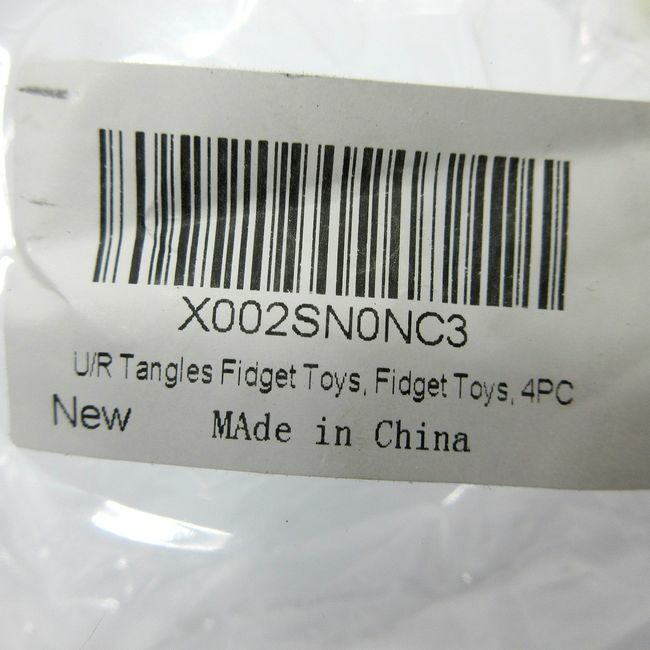 X002SN0NC3
U/R Tangles Fidget Toys, Fidget Toys, 4PC
New
MAde in China